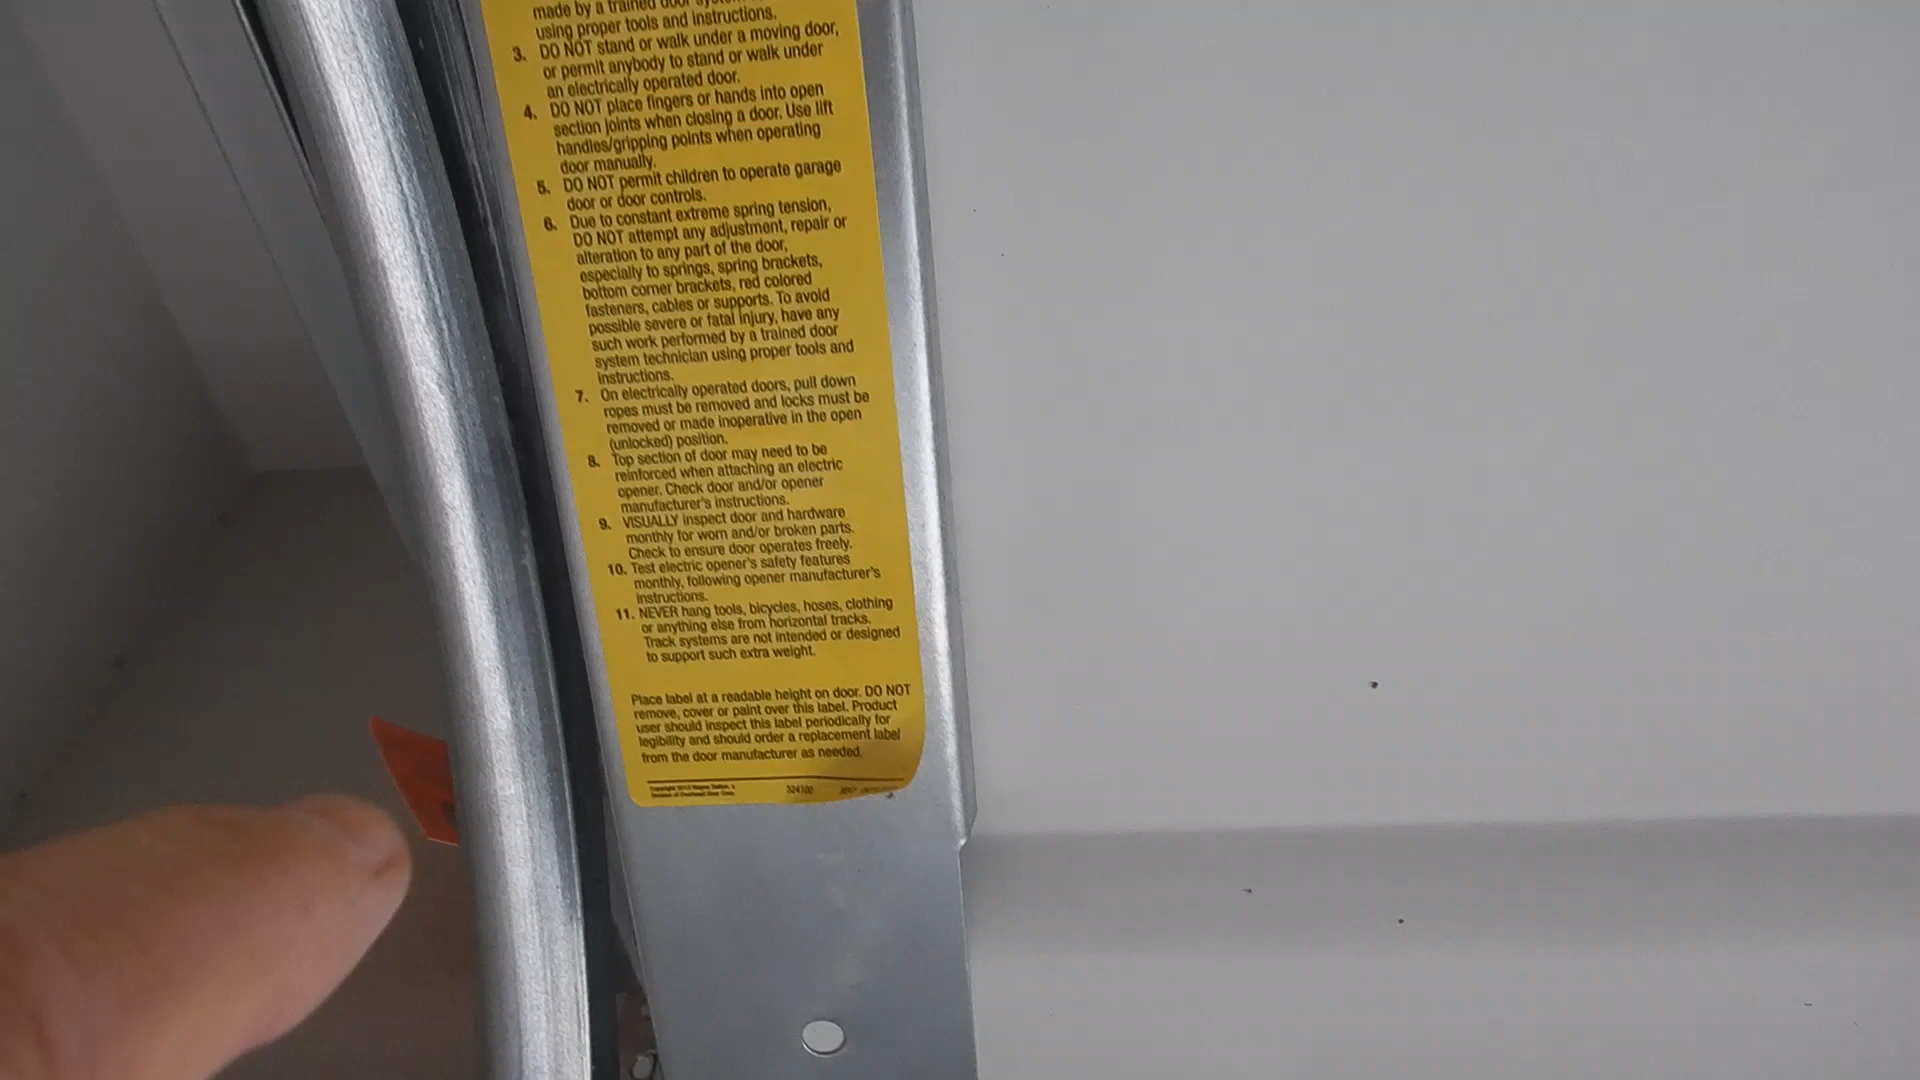 made by a trained door
using proper tools and instructions.
3. DO NOT stand or walk under a moving door,
or permit anybody to stand or walk under
an electrically operated door.
4. DO NOT place fingers or hands into open
section joints when closing a door. Use lift
handles/gripping points when operating
door manually.
5. DO NOT permit children to operate garage
door or door controls.
6. Due to constant extreme spring tension,
DO NOT attempt any adjustment, repair or
alteration to any part of the door,
especially to springs, spring brackets,
bottom corner brackets, red colored
fasteners, cables or supports. To avoid
possible severe or fatal injury, have any
such work performed by a trained door
system technician using proper tools and
instructions.
7. On electrically operated doors, pull down
ropes must be removed and locks must be
removed or made inoperative in the open
(unlocked) position.
8. Top section of door may need to be
reinforced when attaching an electric
opener. Check door and/or opener
manufacturer's instructions.
9. VISUALLY inspect door and hardware
monthly for worn and/or broken parts.
Check to ensure door operates freely.
10. Test electric opener's safety features
monthly, following opener manufacturer's
instructions.
11. NEVER hang tools, bicycles, hoses, clothing
or anything else from horizontal tracks.
Track systems are not intended or designed
to support such extra weight.
Place label at a readable height on door. DO NOT
remove, cover or paint over this label. Product
user should inspect this label periodically for
legibility and should order a replacement label
from the door manufacturer as needed.
324100